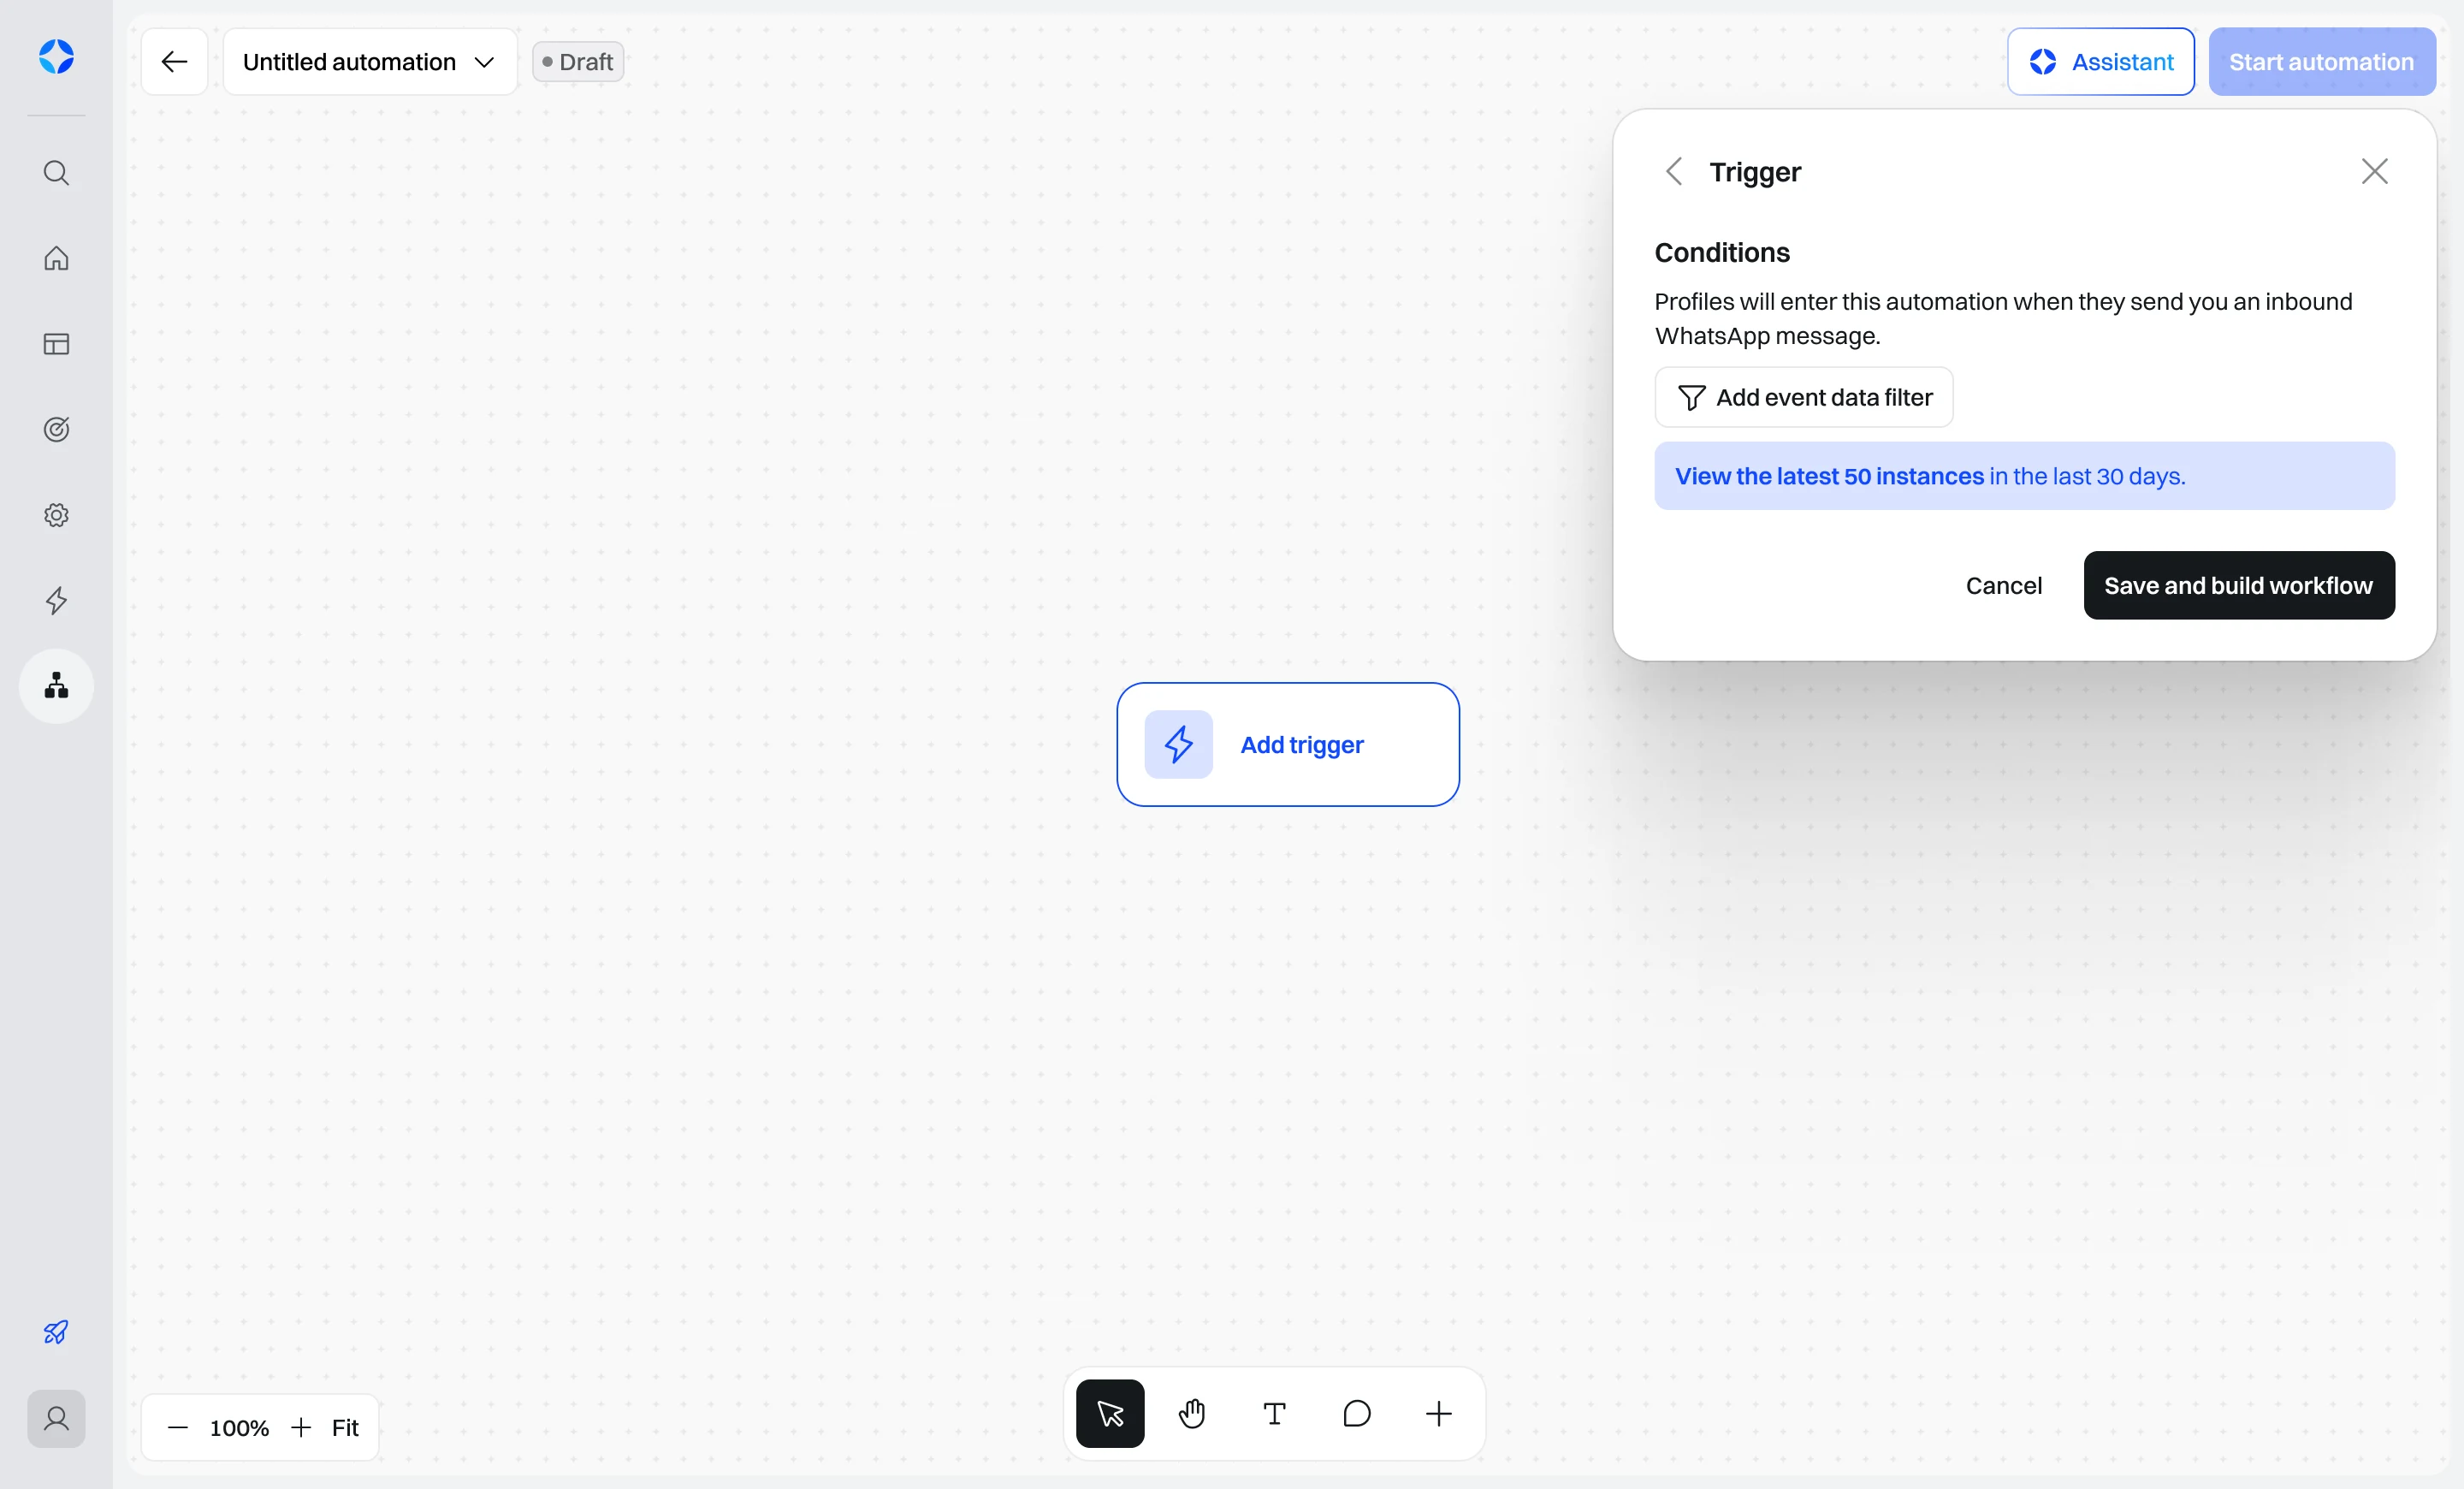 Untitled automation
Draft
Assistant
Start automation
Trigger
Conditions
Profiles will enter this automation when they send you an inbound
WhatsApp message.
Add event data filter
View the latest 50 instances in the last 30 days.
Cancel
Save and build workflow
Add trigger
100%
Fit